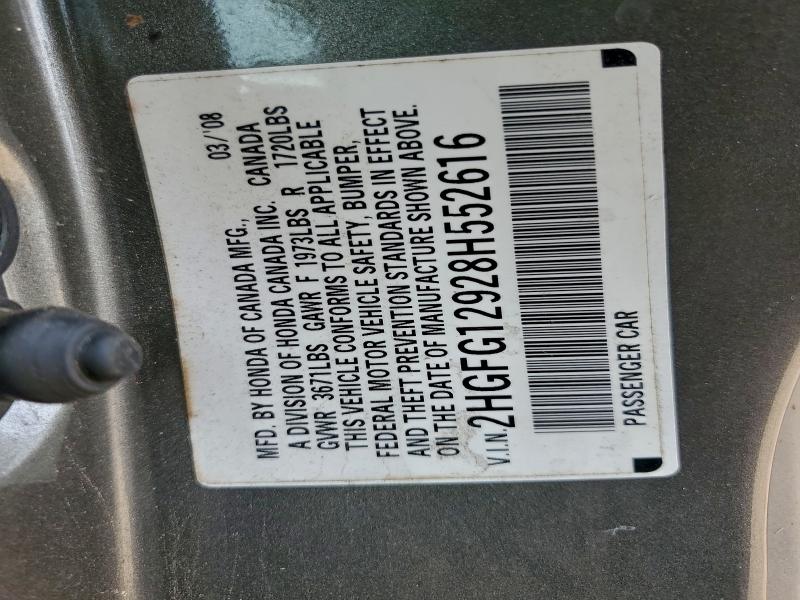 MFD. BY HONDA OF CANADA MFG., 03/'08
A DIVISION OF HONDA CANADA INC. CANADA
GVWR 3671LBS GAWR F 1973LBS R 1720LBS
THIS VEHICLE CONFORMS TO ALL APPLICABLE
FEDERAL MOTOR VEHICLE SAFETY, BUMPER,
AND THEFT PREVENTION STANDARDS IN EFFECT
ON THE DATE OF MANUFACTURE SHOWN ABOVE.
V.I.N. 2HGFG12928H552616
PASSENGER CAR